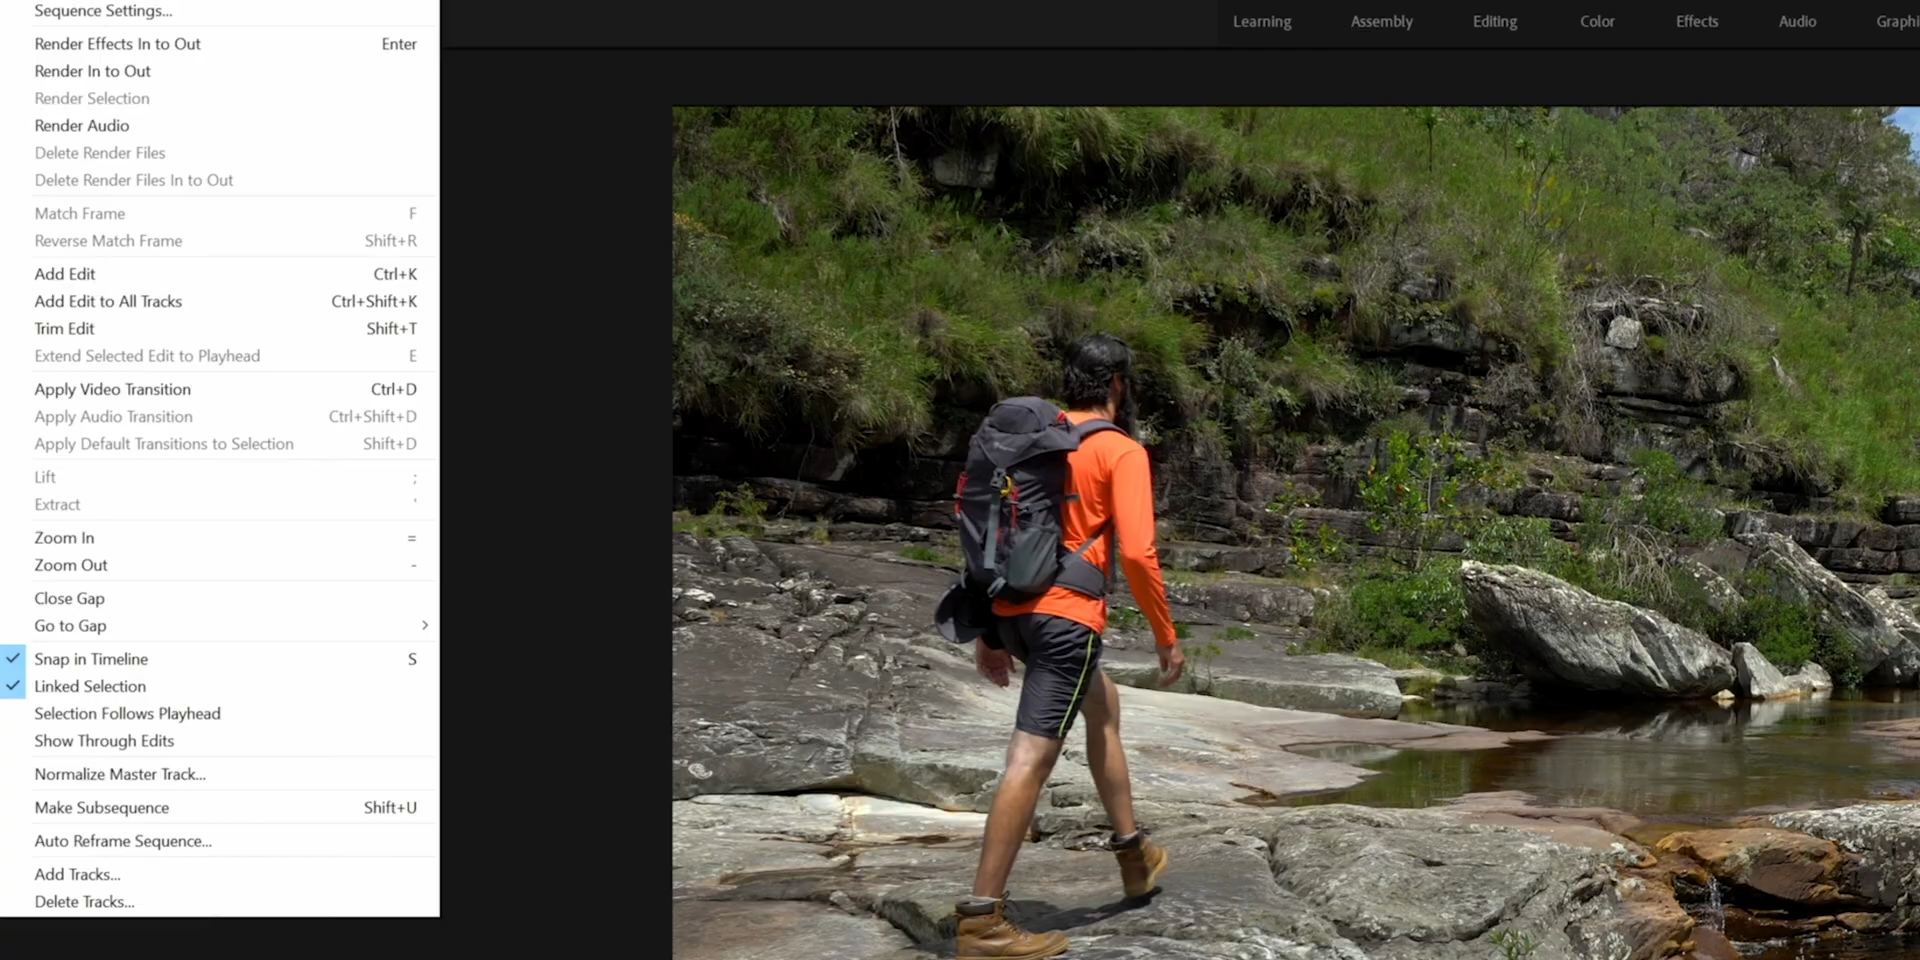 Sequence Settings...
Render Effects In to Out Enter
Render In to Out
Render Selection
Render Audio
Delete Render Files
Delete Render Files In to Out
Match Frame F
Reverse Match Frame Shift+R
Add Edit Ctrl+K
Add Edit to All Tracks Ctrl+Shift+K
Trim Edit Shift+T
Extend Selected Edit to Playhead E
Apply Video Transition Ctrl+D
Apply Audio Transition Ctrl+Shift+D
Apply Default Transitions to Selection Shift+D
Lift ;
Extract '
Zoom In =
Zoom Out -
Close Gap
Go to Gap >
Snap in Timeline S
Linked Selection
Selection Follows Playhead
Show Through Edits
Normalize Master Track...
Make Subsequence Shift+U
Auto Reframe Sequence...
Add Tracks...
Delete Tracks...
Learning Assembly Editing Color Effects Audio Graphi